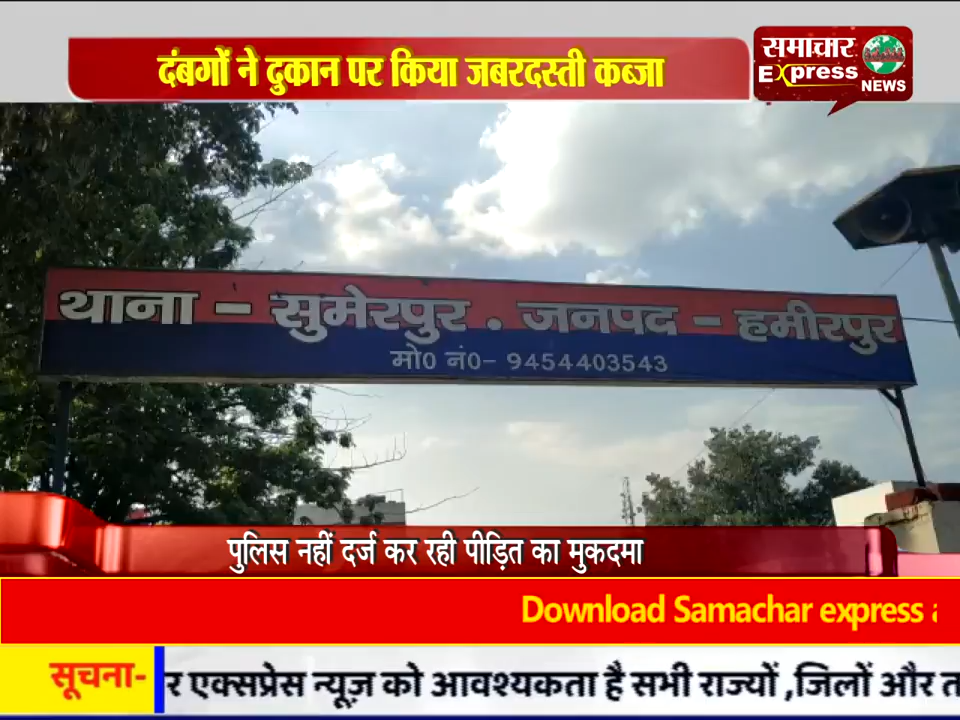 दंबगों ने दुकान पर किया जबरदस्ती कब्जा
समाचार
Express
NEWS
थाना - सुमेरपुर . जनपद - हमीरपुर
मो0 नं0- 9454403543
पुलिस नहीं दर्ज कर रही पीड़ित का मुकदमा
Download Samachar express
सूचना-
एक्सप्रेस न्यूज़ को आवश्यकता है सभी राज्यों ,जिलों और